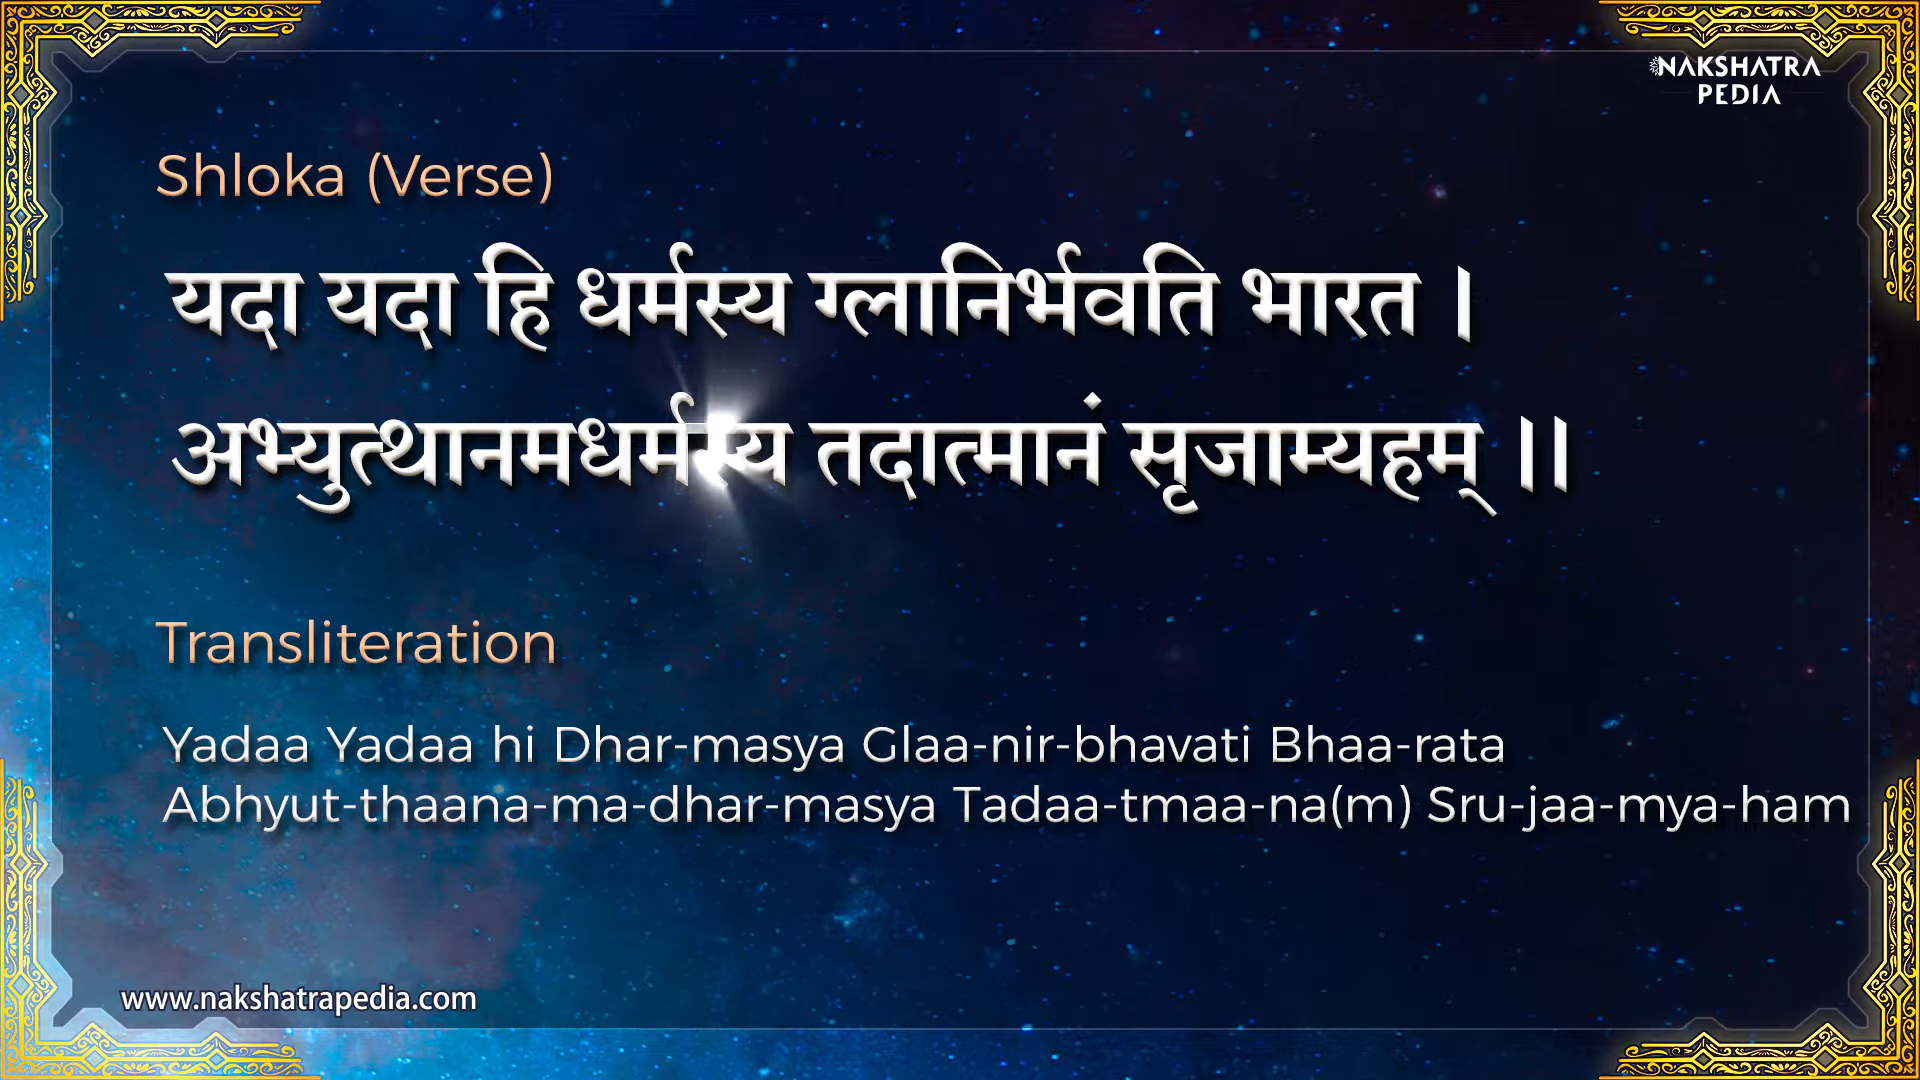 NAKSHATRA
PEDIA
Shloka (Verse)
यदा यदा हि धर्मस्य ग्लानिर्भवति भारत ।
अभ्युत्थानमधर्मस्य तदात्मानं सृजाम्यहम् ।।
Transliteration
Yadaa Yadaa hi Dhar-masya Glaa-nir-bhavati Bhaa-rata
Abhyut-thaana-ma-dhar-masya Tadaa-tmaa-na(m) Sru-jaa-mya-ham
www.nakshatrapedia.com